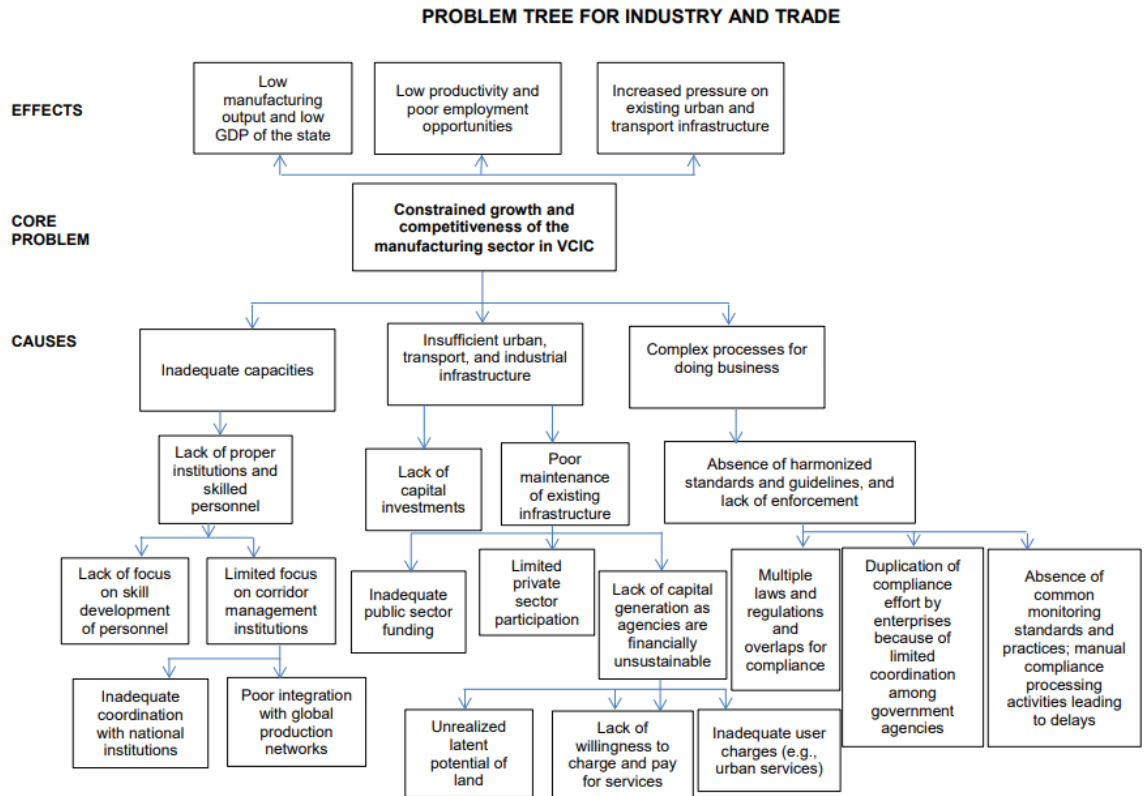 PROBLEM TREE FOR INDUSTRY AND TRADE
EFFECTS
Low
manufacturing
output and low
GDP of the state
Low productivity and
poor employment
opportunities
Increased pressure on
existing urban and
transport infrastructure
CORE
PROBLEM
Constrained growth and
competitiveness of the
manufacturing sector in VCIC
CAUSES
Inadequate capacities
Insufficient urban,
transport, and industrial
infrastructure
Complex processes for
doing business
Lack of proper
institutions and
skilled
personnel
Lack of
capital
investments
Poor
maintenance
of existing
infrastructure
Absence of harmonized
standards and guidelines, and
lack of enforcement
Lack of focus
on skill
development
of personnel
Limited focus
on corridor
management
institutions
Inadequate
public sector
funding
Limited
private
sector
participation
Lack of capital
generation as
agencies are
financially
unsustainable
Multiple
laws and
regulations
and
overlaps for
compliance
Duplication of
compliance
effort by
enterprises
because of
limited
coordination
among
government
agencies
Absence of
common
monitoring
standards and
practices; manual
compliance
processing
activities leading
to delays
Inadequate
coordination
with national
institutions
Poor integration
with global
production
networks
Unrealized
latent
potential of
land
Lack of
willingness to
charge and pay
for services
Inadequate user
charges (e.g.,
urban services)